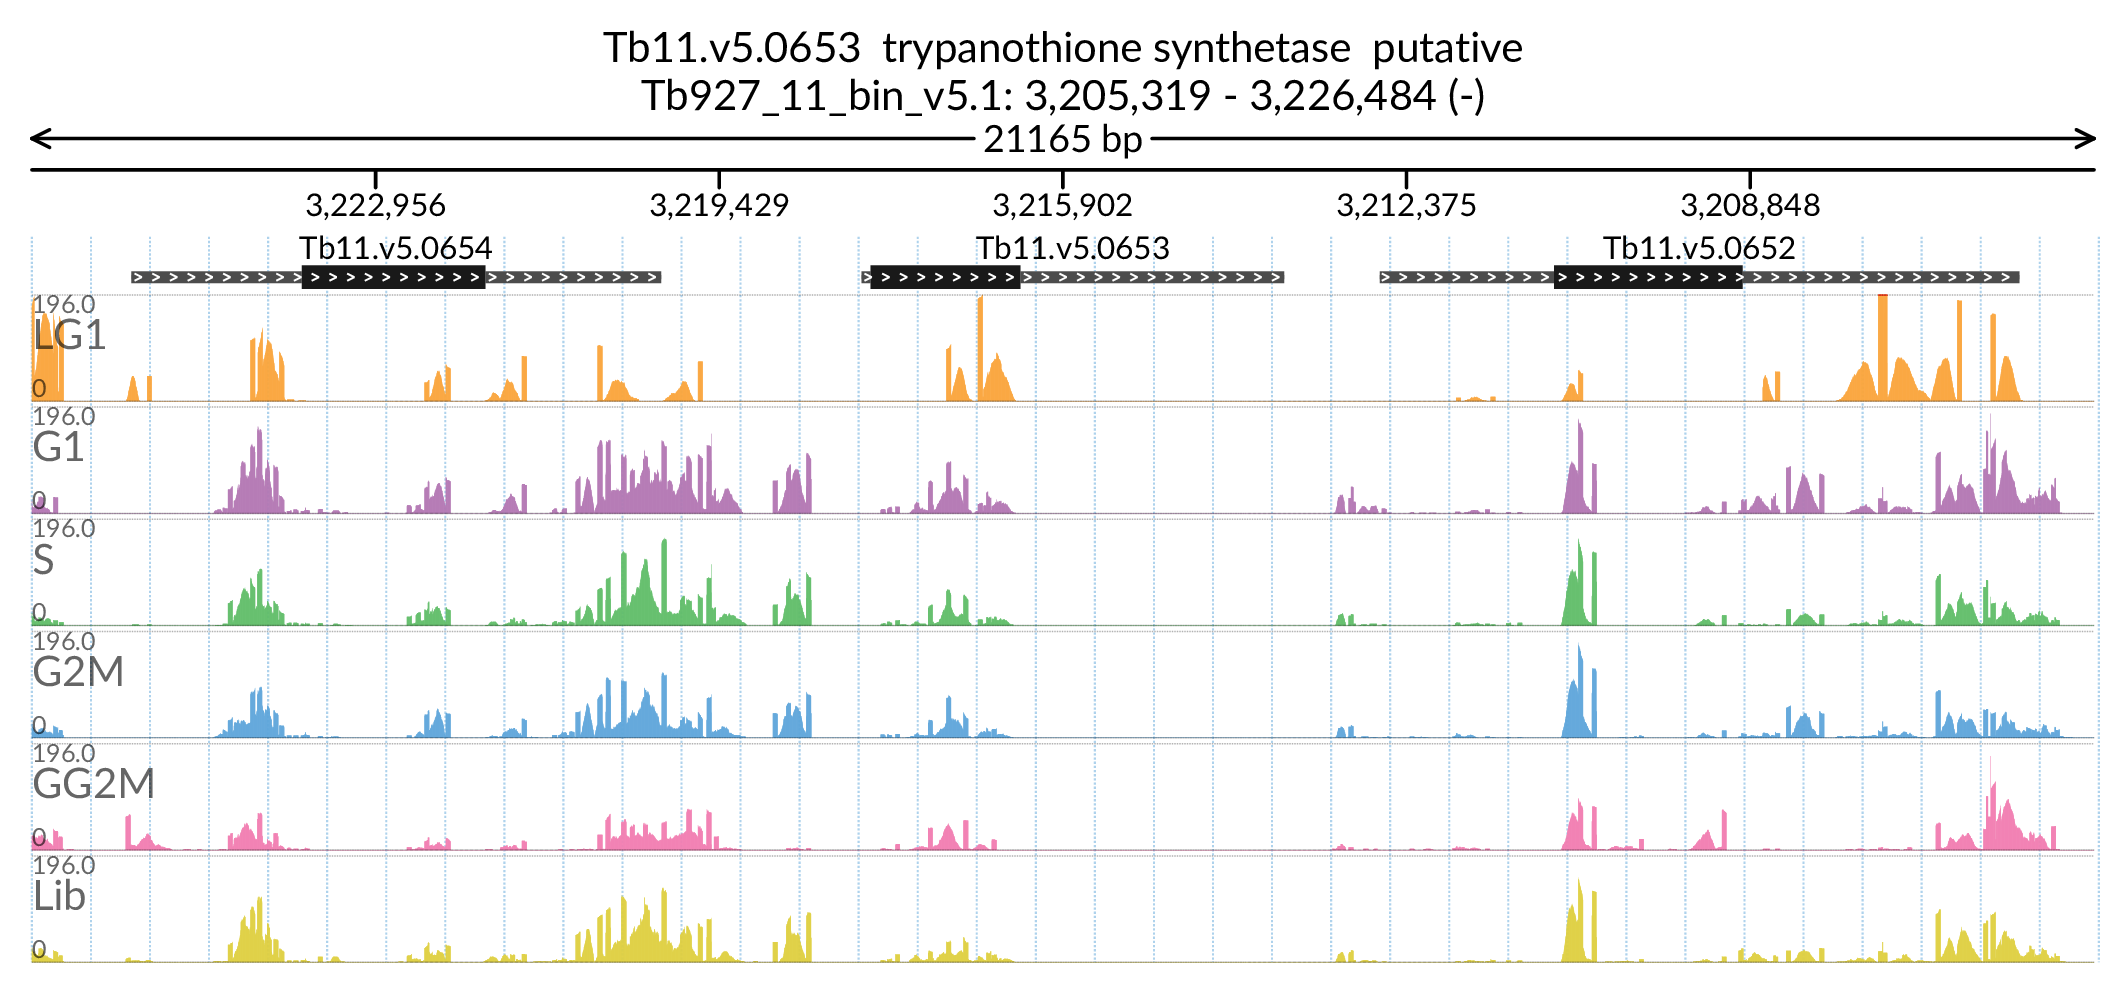 Tb11.v5.0653 trypanothione synthetase putative
Tb927_11_bin_v5.1: 3,205,319 - 3,226,484 (-)
21165 bp
3,222,956 3,219,429 3,215,902 3,212,375 3,208,848
Tb11.v5.0654 Tb11.v5.0653 Tb11.v5.0652
196.0
LG1
0
196.0
G1
0
196.0
S
0
196.0
G2M
0
196.0
GG2M
0
196.0
Lib
0